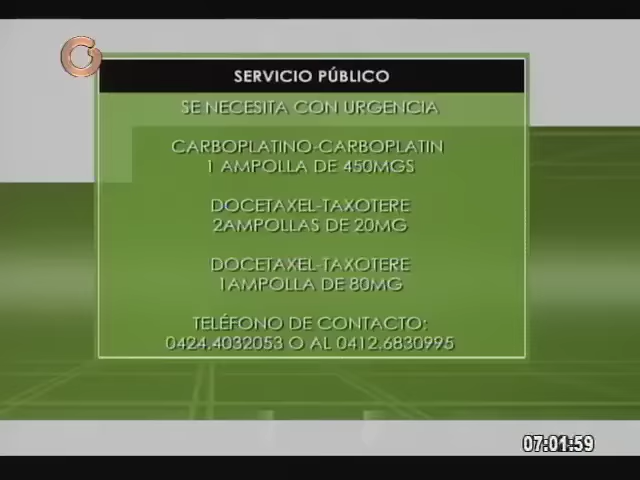 SERVICIO PÚBLICO
SE NECESITA CON URGENCIA
CARBOPLATINO-CARBOPLATIN
1 AMPOLLA DE 450MGS
DOCETAXEL-TAXOTERE
2AMPOLLAS DE 20MG
DOCETAXEL-TAXOTERE
1AMPOLLA DE 80MG
TELÉFONO DE CONTACTO:
0424.4032053 O AL 0412.6830995
07:01:59